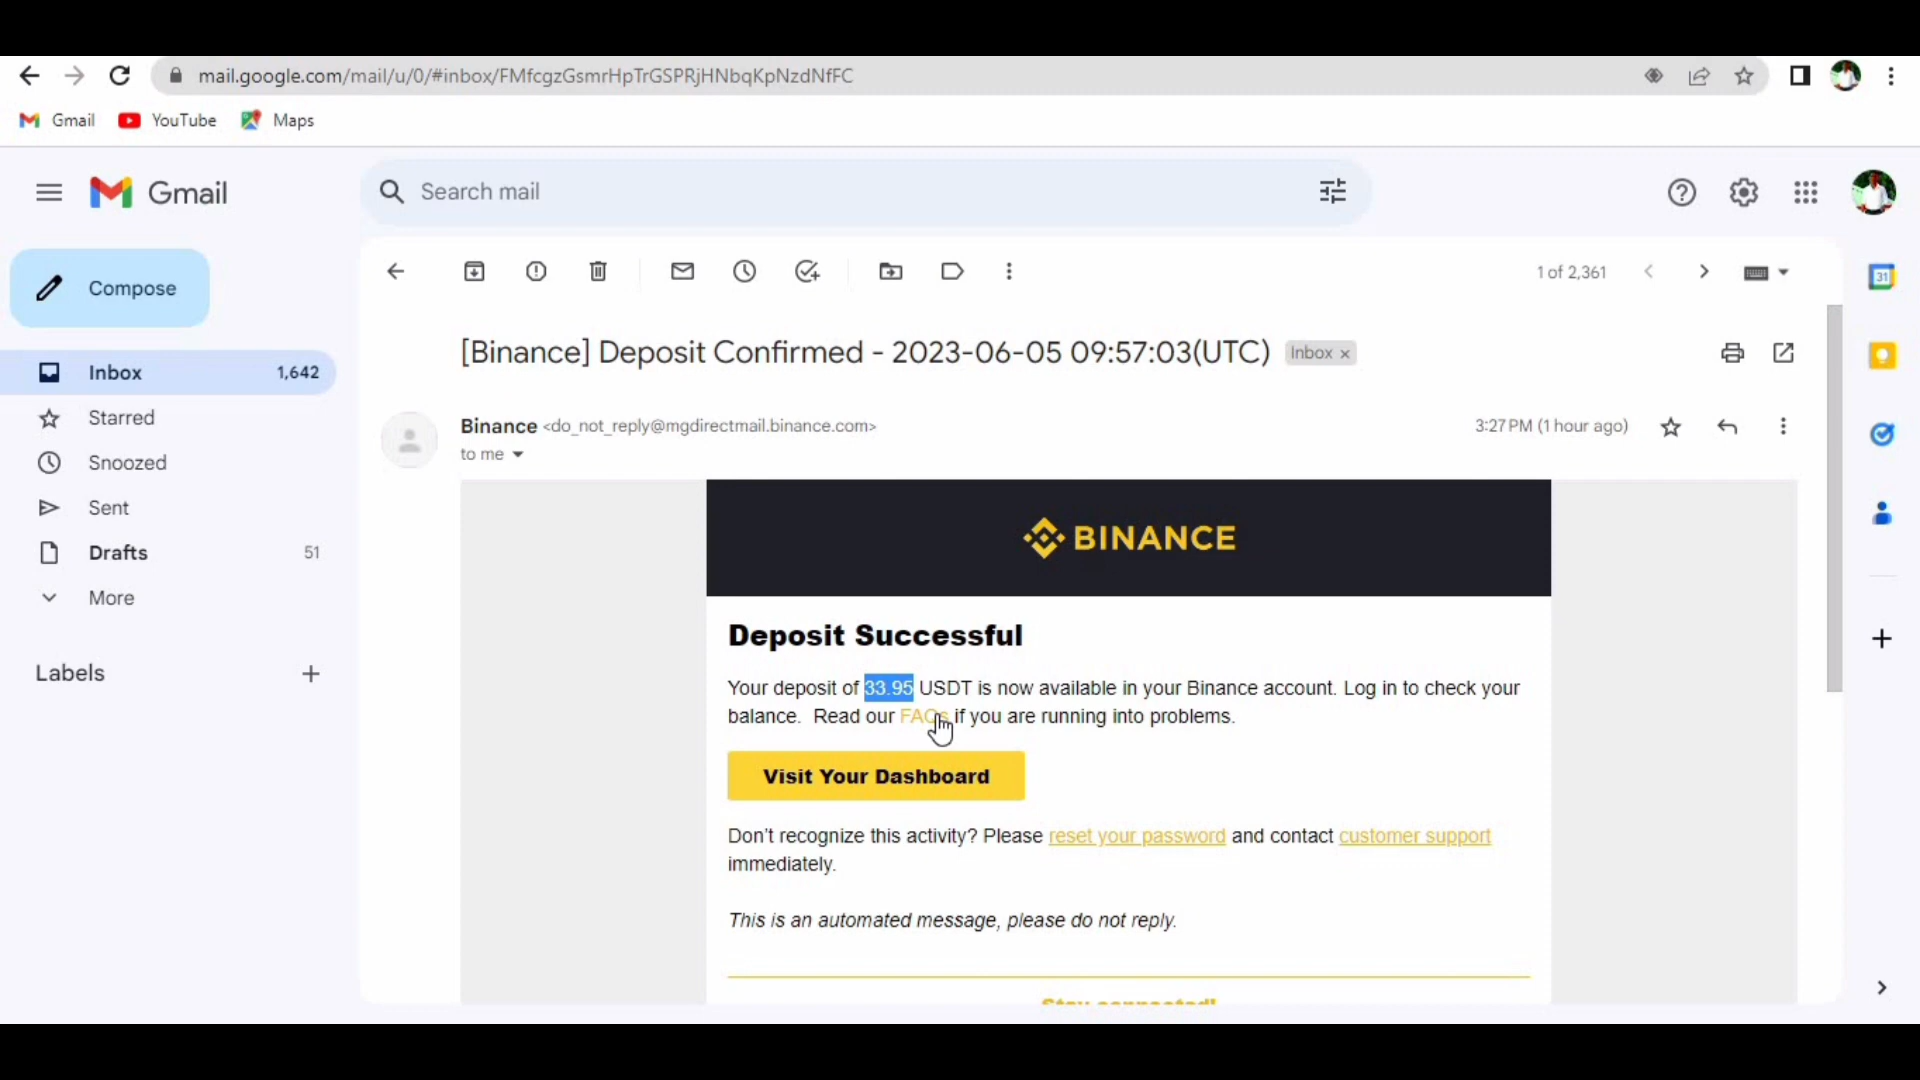 mail.google.com/mail/u/0/#inbox/FMfcgzGsmrHpTrGSPRjHNbqKpNzdNfFC
Gmail YouTube Maps
Gmail
Search mail
Compose
1 of 2,361
Inbox 1,642
Starred
Snoozed
Sent
Drafts 51
More
Labels
[Binance] Deposit Confirmed - 2023-06-05 09:57:03(UTC) Inbox x
Binance <do_not_reply@mgdirectmail.binance.com> 3:27 PM (1 hour ago)
to me
BINANCE
Deposit Successful
Your deposit of 33.95 USDT is now available in your Binance account. Log in to check your
balance. Read our FAQs if you are running into problems.
Visit Your Dashboard
Don't recognize this activity? Please reset your password and contact customer support
immediately.
This is an automated message, please do not reply.
Stay connected!
31